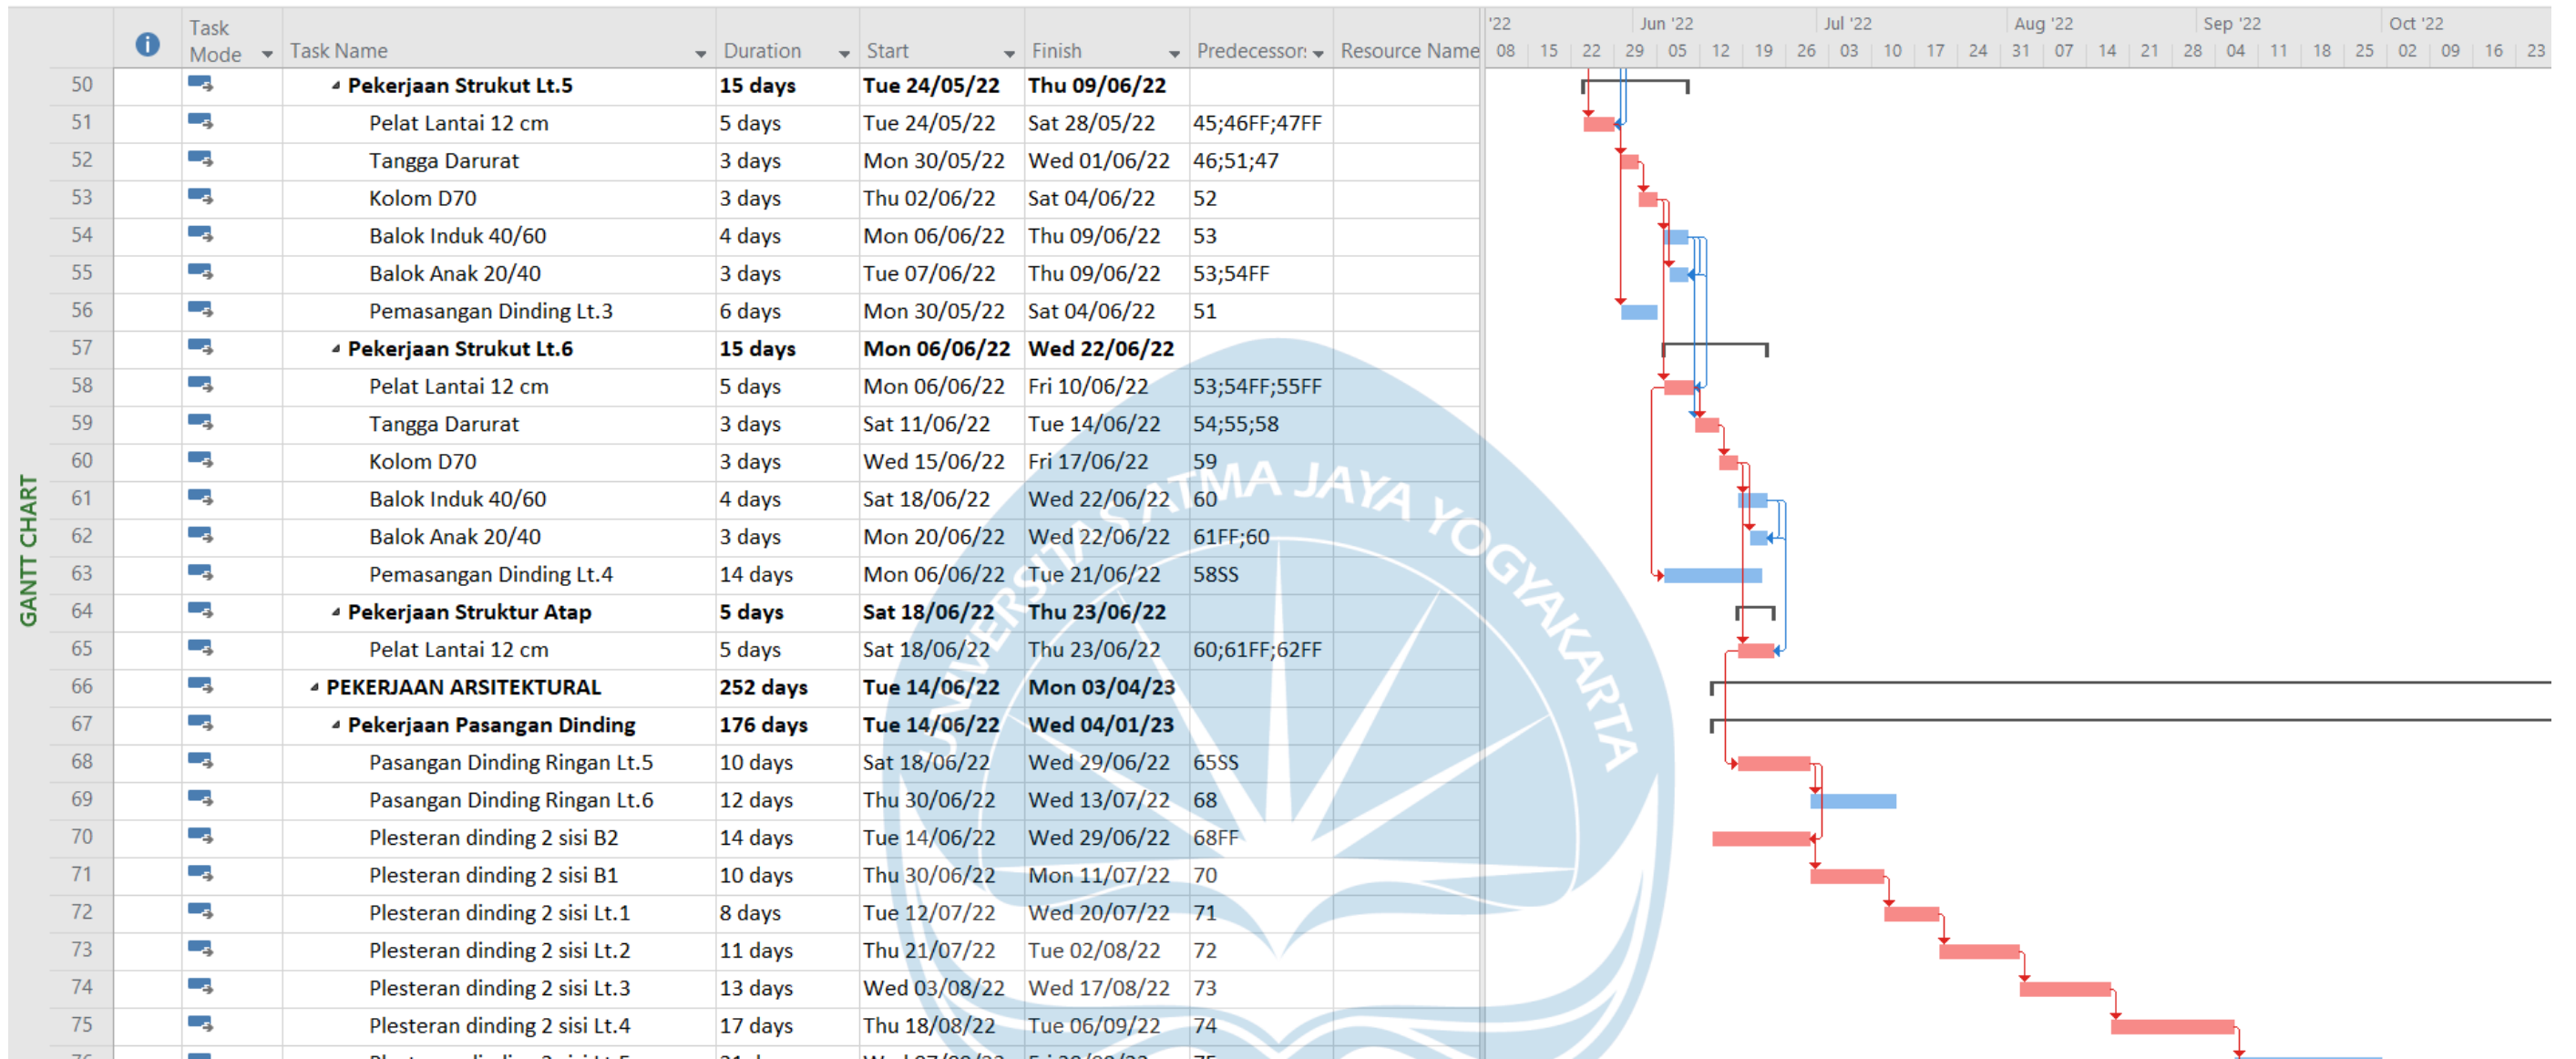 Task Mode Task Name Duration Start Finish Predecessors Resource Name
'22 Jun '22 Jul '22 Aug '22 Sep '22 Oct '22
08 15 22 29 05 12 19 26 03 10 17 24 31 07 14 21 28 04 11 18 25 02 09 16 23
GANTT CHART
50 Pekerjaan Strukut Lt.5 15 days Tue 24/05/22 Thu 09/06/22
51 Pelat Lantai 12 cm 5 days Tue 24/05/22 Sat 28/05/22 45;46FF;47FF
52 Tangga Darurat 3 days Mon 30/05/22 Wed 01/06/22 46;51;47
53 Kolom D70 3 days Thu 02/06/22 Sat 04/06/22 52
54 Balok Induk 40/60 4 days Mon 06/06/22 Thu 09/06/22 53
55 Balok Anak 20/40 3 days Tue 07/06/22 Thu 09/06/22 53;54FF
56 Pemasangan Dinding Lt.3 6 days Mon 30/05/22 Sat 04/06/22 51
57 Pekerjaan Strukut Lt.6 15 days Mon 06/06/22 Wed 22/06/22
58 Pelat Lantai 12 cm 5 days Mon 06/06/22 Fri 10/06/22 53;54FF;55FF
59 Tangga Darurat 3 days Sat 11/06/22 Tue 14/06/22 54;55;58
60 Kolom D70 3 days Wed 15/06/22 Fri 17/06/22 59
61 Balok Induk 40/60 4 days Sat 18/06/22 Wed 22/06/22 60
62 Balok Anak 20/40 3 days Mon 20/06/22 Wed 22/06/22 61FF;60
63 Pemasangan Dinding Lt.4 14 days Mon 06/06/22 Tue 21/06/22 58SS
64 Pekerjaan Struktur Atap 5 days Sat 18/06/22 Thu 23/06/22
65 Pelat Lantai 12 cm 5 days Sat 18/06/22 Thu 23/06/22 60;61FF;62FF
66 PEKERJAAN ARSITEKTURAL 252 days Tue 14/06/22 Mon 03/04/23
67 Pekerjaan Pasangan Dinding 176 days Tue 14/06/22 Wed 04/01/23
68 Pasangan Dinding Ringan Lt.5 10 days Sat 18/06/22 Wed 29/06/22 65SS
69 Pasangan Dinding Ringan Lt.6 12 days Thu 30/06/22 Wed 13/07/22 68
70 Plesteran dinding 2 sisi B2 14 days Tue 14/06/22 Wed 29/06/22 68FF
71 Plesteran dinding 2 sisi B1 10 days Thu 30/06/22 Mon 11/07/22 70
72 Plesteran dinding 2 sisi Lt.1 8 days Tue 12/07/22 Wed 20/07/22 71
73 Plesteran dinding 2 sisi Lt.2 11 days Thu 21/07/22 Tue 02/08/22 72
74 Plesteran dinding 2 sisi Lt.3 13 days Wed 03/08/22 Wed 17/08/22 73
75 Plesteran dinding 2 sisi Lt.4 17 days Thu 18/08/22 Tue 06/09/22 74
UNIVERSITAS ATMA JAYA YOGYAKARTA